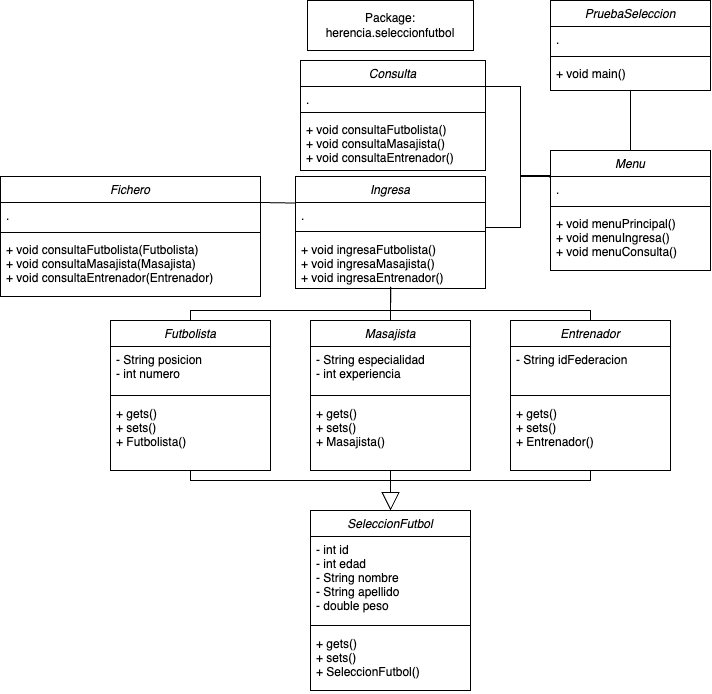 Package:
herencia.seleccionfutbol
PruebaSeleccion
.
+ void main()
Consulta
.
+ void consultaFutbolista()
+ void consultaMasajista()
+ void consultaEntrenador()
Menu
.
+ void menuPrincipal()
+ void menuIngresa()
+ void menuConsulta()
Fichero
.
+ void consultaFutbolista(Futbolista)
+ void consultaMasajista(Masajista)
+ void consultaEntrenador(Entrenador)
Ingresa
.
+ void ingresaFutbolista()
+ void ingresaMasajista()
+ void ingresaEntrenador()
Futbolista
- String posicion
- int numero
+ gets()
+ sets()
+ Futbolista()
Masajista
- String especialidad
- int experiencia
+ gets()
+ sets()
+ Masajista()
Entrenador
- String idFederacion
+ gets()
+ sets()
+ Entrenador()
SeleccionFutbol
- int id
- int edad
- String nombre
- String apellido
- double peso
+ gets()
+ sets()
+ SeleccionFutbol()